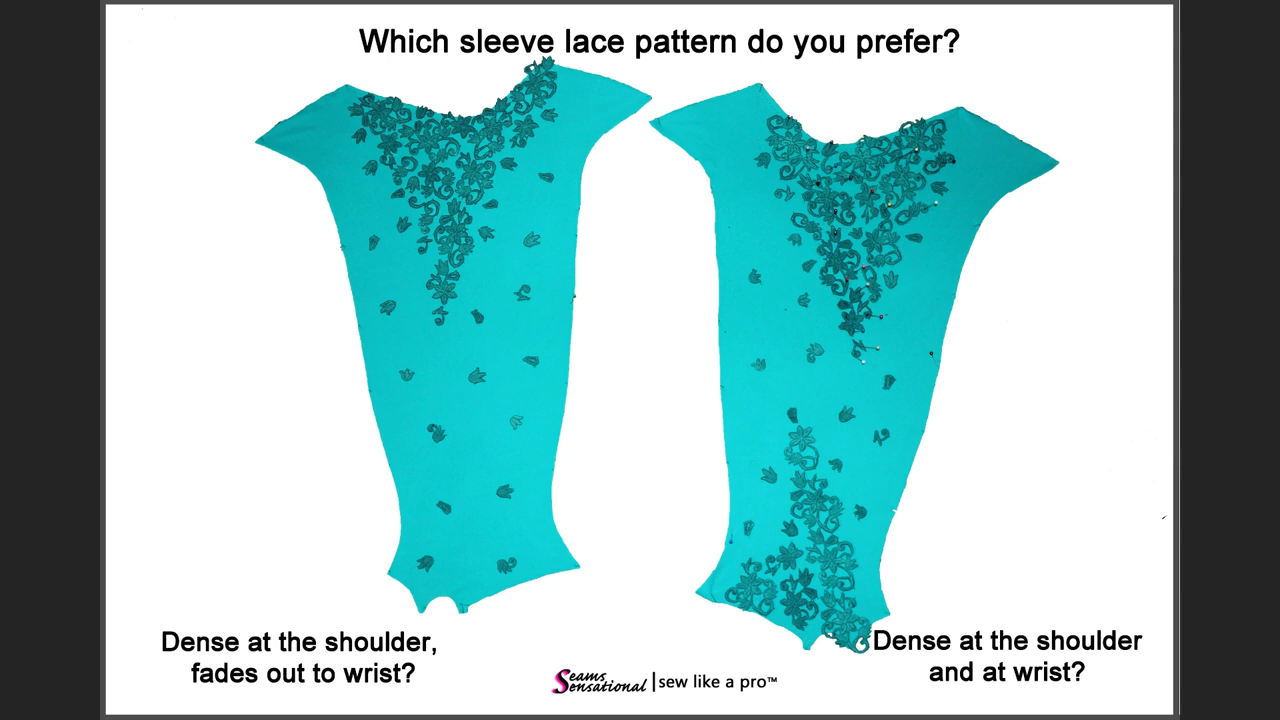 Which sleeve lace pattern do you prefer?
Dense at the shoulder,
fades out to wrist?
Dense at the shoulder
and at wrist?
Seams
Sensational | sew like a pro™